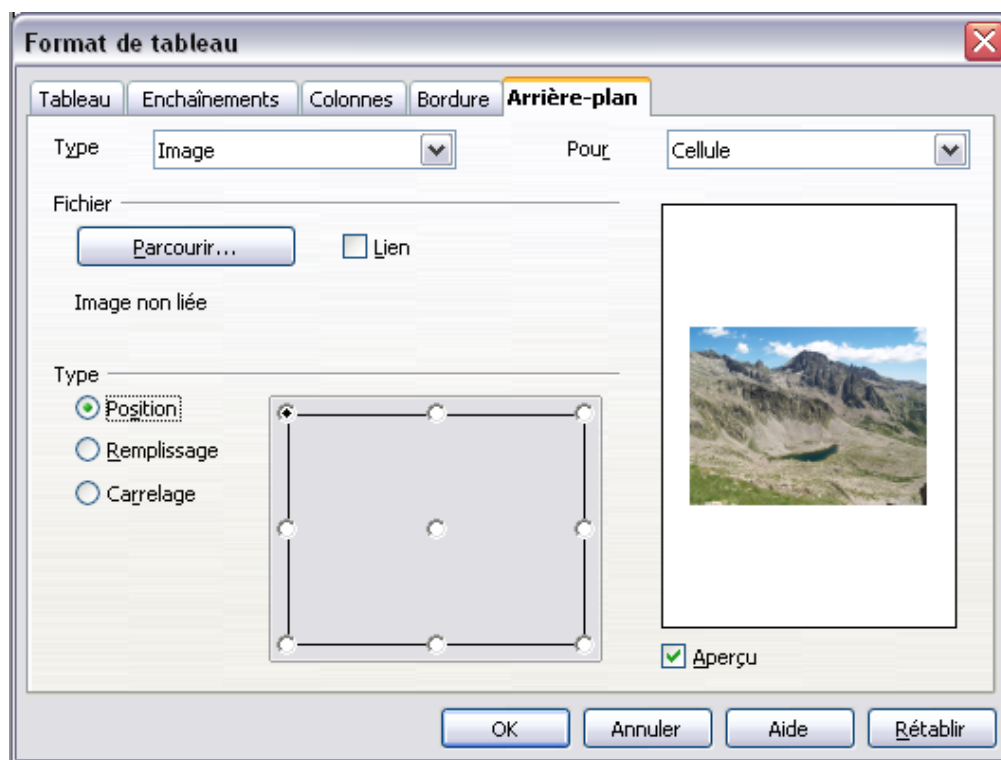 Format de tableau
Tableau Enchaînements Colonnes Bordure Arrière-plan
Type Image Pour Cellule
Fichier
Parcourir... Lien
Image non liée
Type
Position
Remplissage
Carrelage
Aperçu
OK Annuler Aide Rétablir